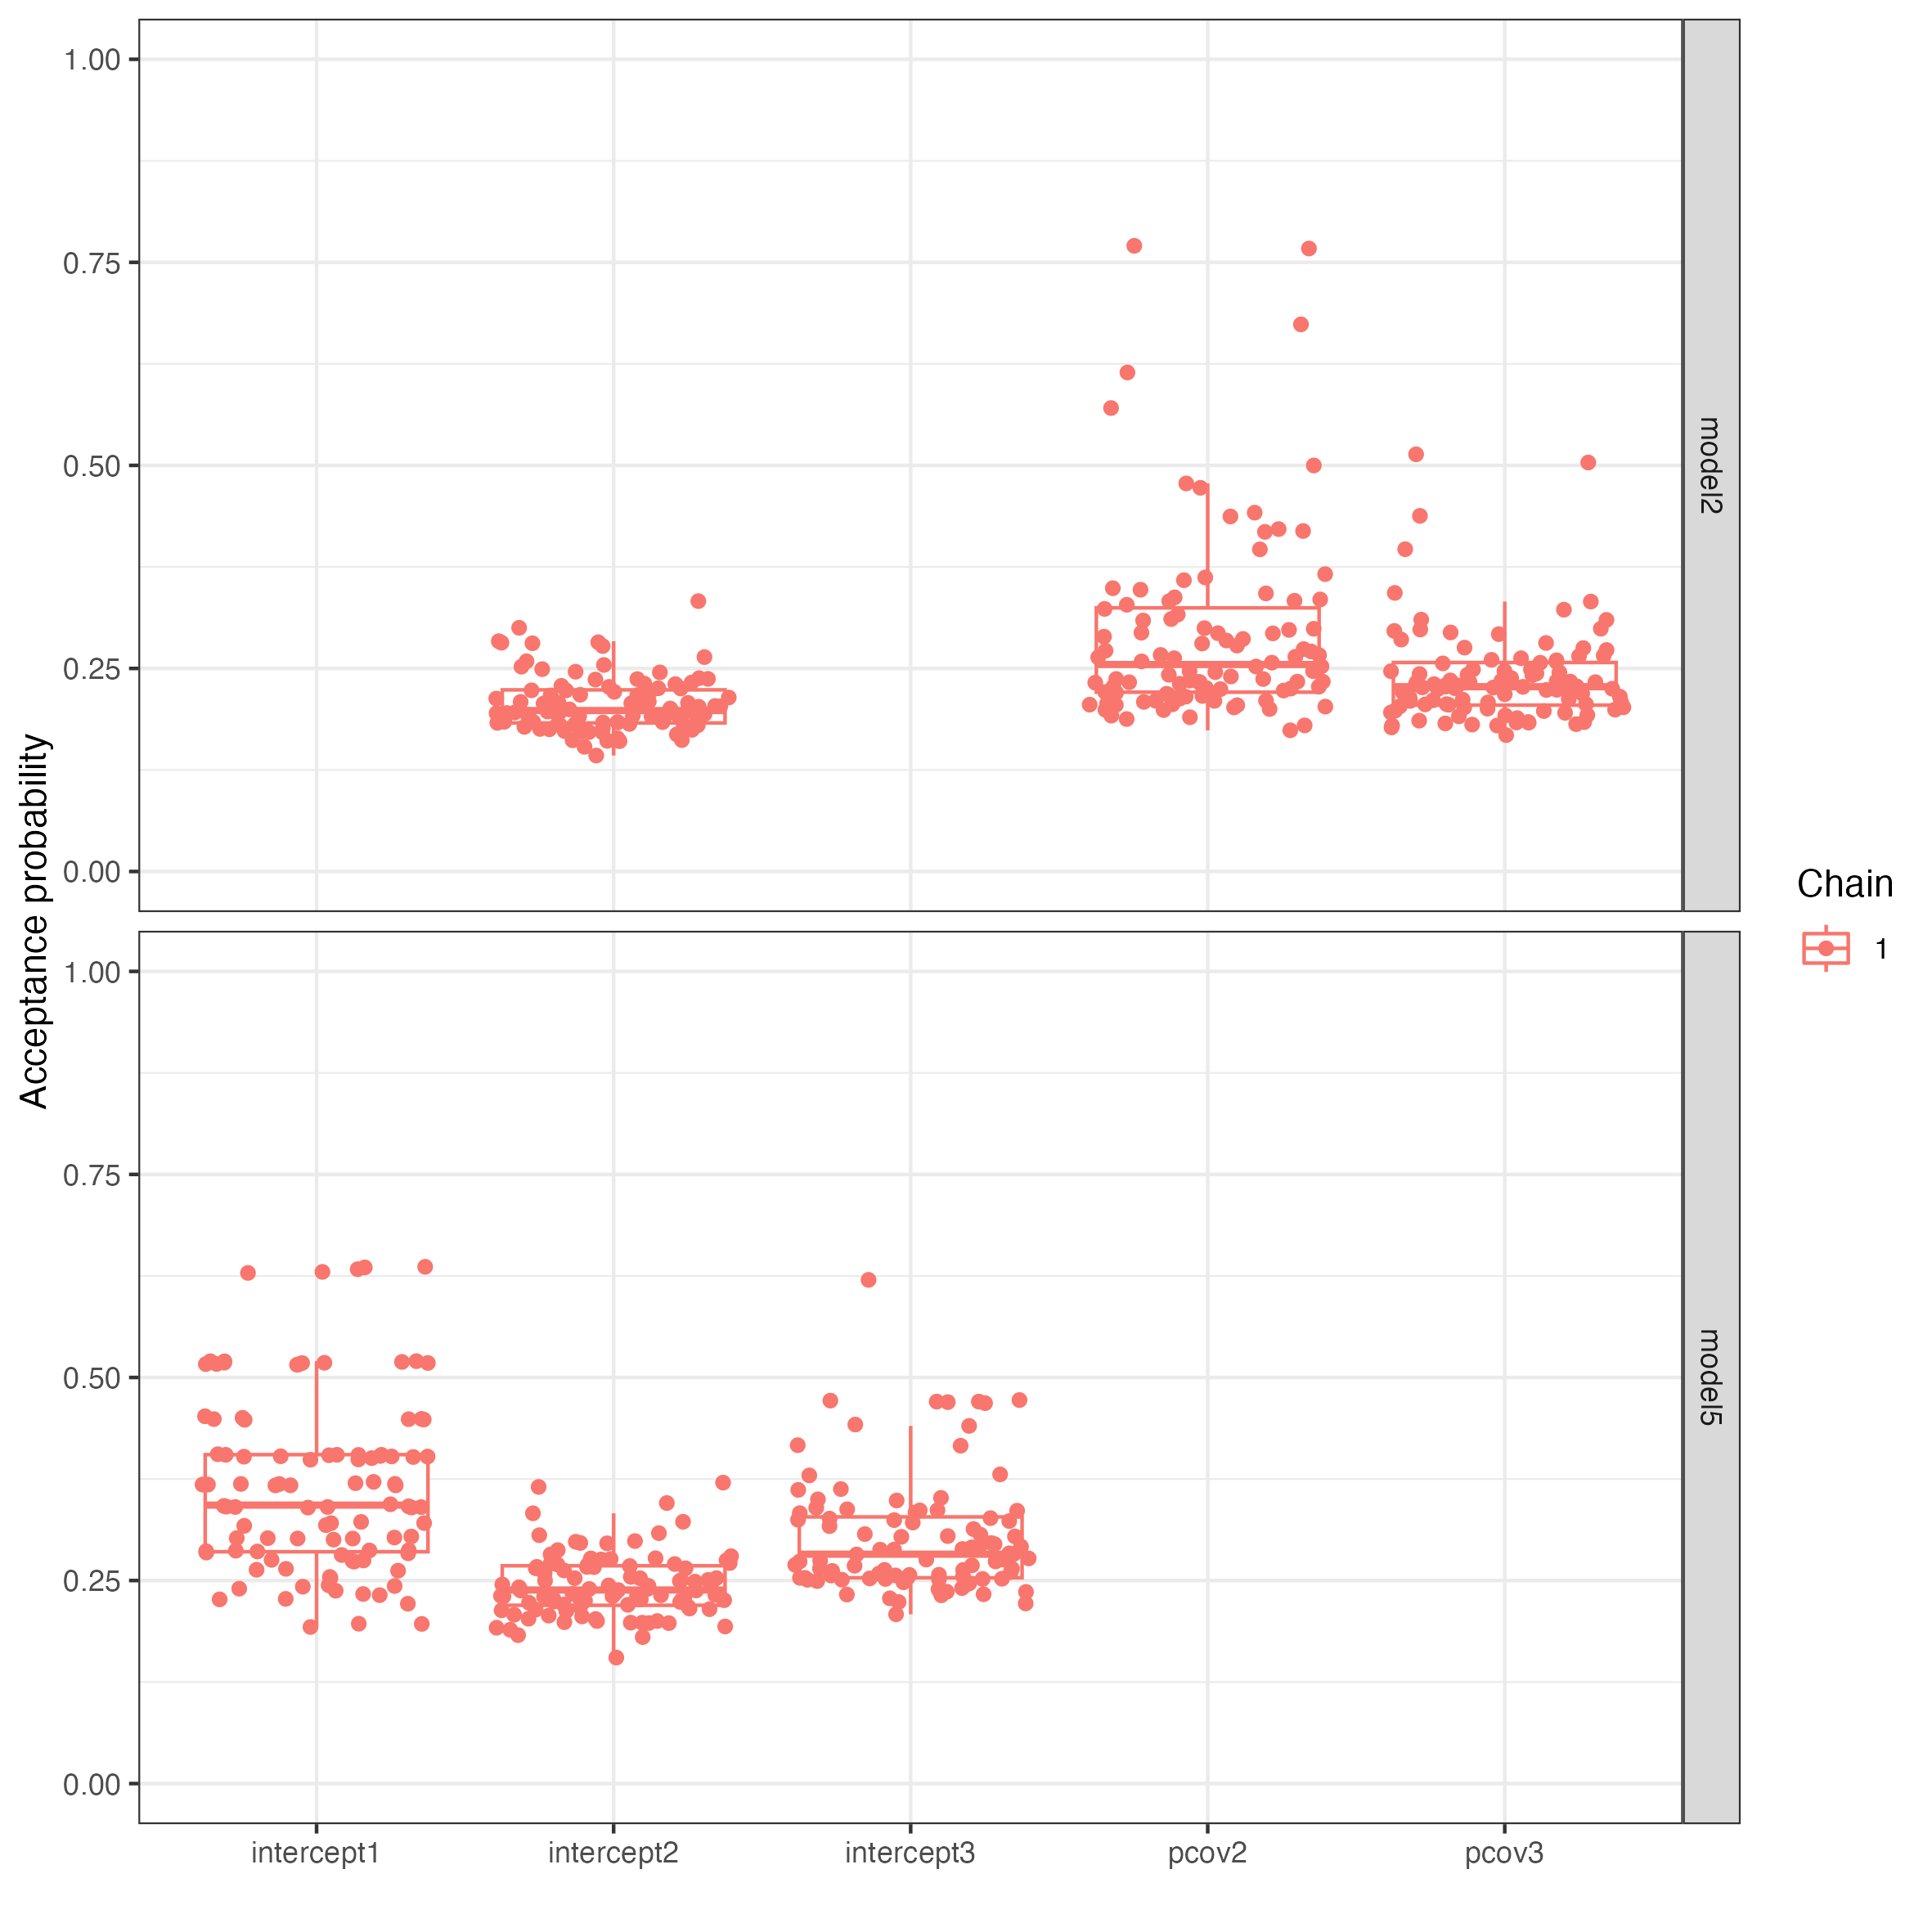 Acceptance probability
1.00
0.75
0.50
0.25
0.00
model2
1.00
0.75
0.50
0.25
0.00
model5
intercept1
intercept2
intercept3
pcov2
pcov3
Chain
1